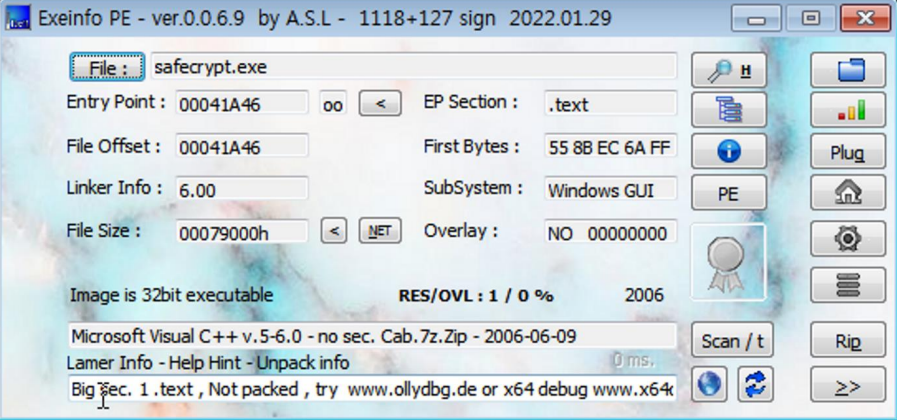 Exeinfo PE - ver.0.0.6.9 by A.S.L - 1118+127 sign 2022.01.29
File : safecrypt.exe H
Entry Point : 00041A46 oo < EP Section : .text
File Offset : 00041A46 First Bytes : 55 8B EC 6A FF Plug
Linker Info : 6.00 SubSystem : Windows GUI PE
File Size : 00079000h < NET Overlay : NO 00000000
Image is 32bit executable RES/OVL : 1 / 0 % 2006
Microsoft Visual C++ v.5-6.0 - no sec. Cab.7z.Zip - 2006-06-09 Scan / t Rip
Lamer Info - Help Hint - Unpack info 0 ms.
Big sec. 1 .text , Not packed , try www.ollydbg.de or x64 debug www.x64 >>